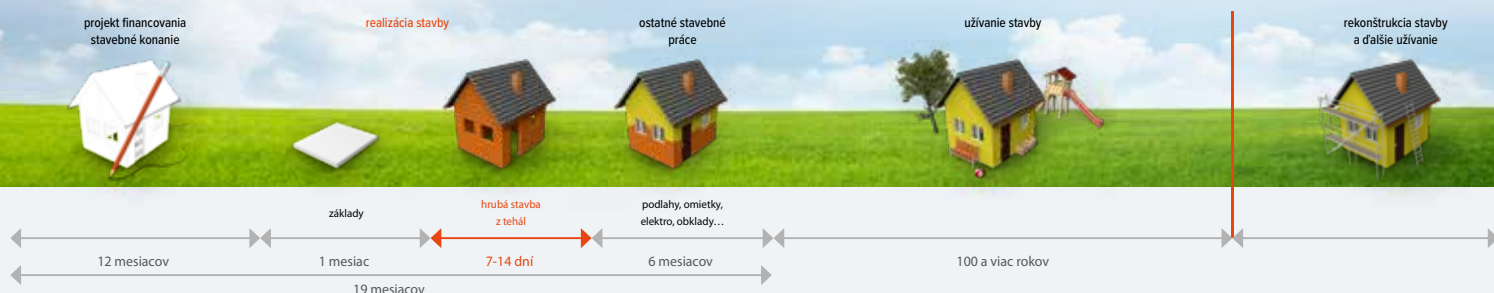 projekt financovania
stavebné konanie
realizácia stavby
ostatné stavebné
práce
užívanie stavby
rekonštrukcia stavby
a ďalšie užívanie
základy
hrubá stavba
z tehál
podlahy, omietky,
elektro, obklady…
12 mesiacov
1 mesiac
7-14 dní
6 mesiacov
100 a viac rokov
19 mesiacov